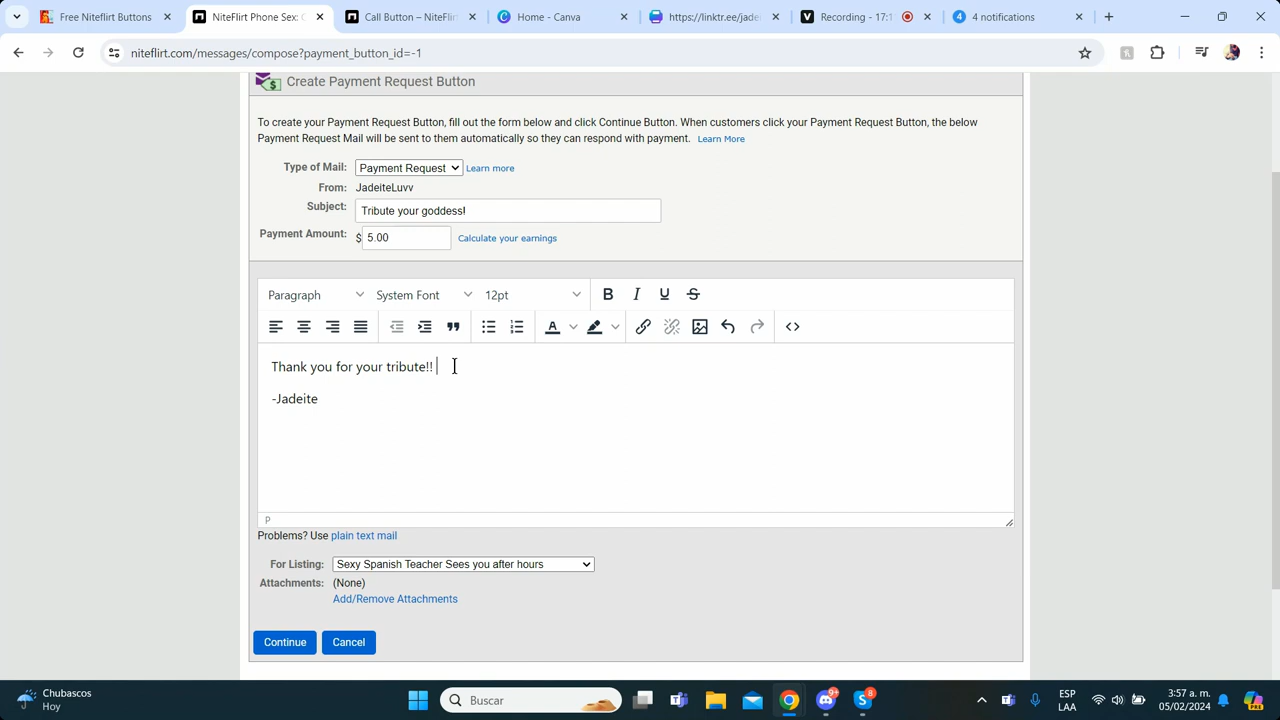 Free Niteflirt Buttons
NiteFlirt Phone Sex:
Call Button – NiteFlirt
Home - Canva
https://linktr.ee/jade
Recording - 17:1
4 notifications
niteflirt.com/messages/compose?payment_button_id=-1
Create Payment Request Button
To create your Payment Request Button, fill out the form below and click Continue Button. When customers click your Payment Request Button, the below
Payment Request Mail will be sent to them automatically so they can respond with payment. Learn More
Type of Mail: Payment Request Learn more
From: JadeiteLuvv
Subject: Tribute your goddess!
Payment Amount: $ 5.00 Calculate your earnings
Paragraph System Font 12pt B I U S
A
Thank you for your tribute!!
-Jadeite
P
Problems? Use plain text mail
For Listing: Sexy Spanish Teacher Sees you after hours
Attachments: (None)
Add/Remove Attachments
Continue Cancel
Chubascos
Hoy
Buscar
9+
8
ESP
LAA
3:57 a. m.
05/02/2024